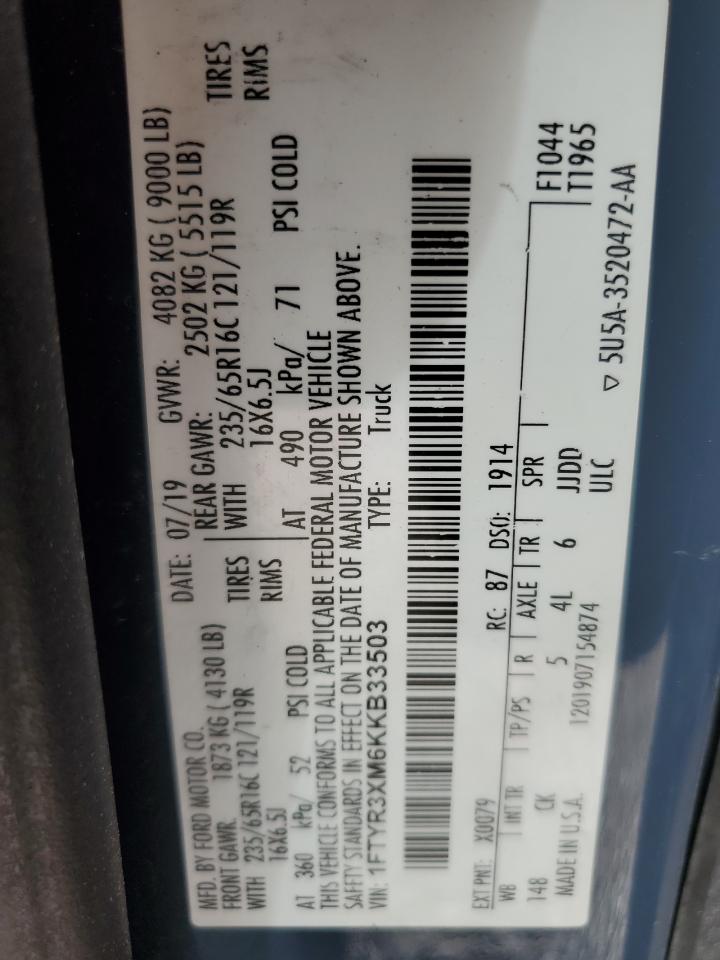 MFD. BY FORD MOTOR CO.
DATE: 07/19 GVWR: 4082 KG ( 9000 LB)
FRONT GAWR: 1873 KG ( 4130 LB) REAR GAWR: 2502 KG ( 5515 LB)
WITH 235/65R16C 121/119R TIRES WITH 235/65R16C 121/119R TIRES
16X6.5J RIMS 16X6.5J RIMS
AT 360 kPa/ 52 PSI COLD AT 490 kPa/ 71 PSI COLD
THIS VEHICLE CONFORMS TO ALL APPLICABLE FEDERAL MOTOR VEHICLE
SAFETY STANDARDS IN EFFECT ON THE DATE OF MANUFACTURE SHOWN ABOVE.
VIN: 1FTYR3XM6KKB33503 TYPE: Truck
EXT PNT: X0079 RC: 87 DSO: 1914 F1044
T1965
WB INT TR TP/PS R AXLE TR SPR
148 CK 5 4L 6 JJDD
ULC
MADE IN U.S.A. 1201907154874 ▽ 5U5A-3520472-AA